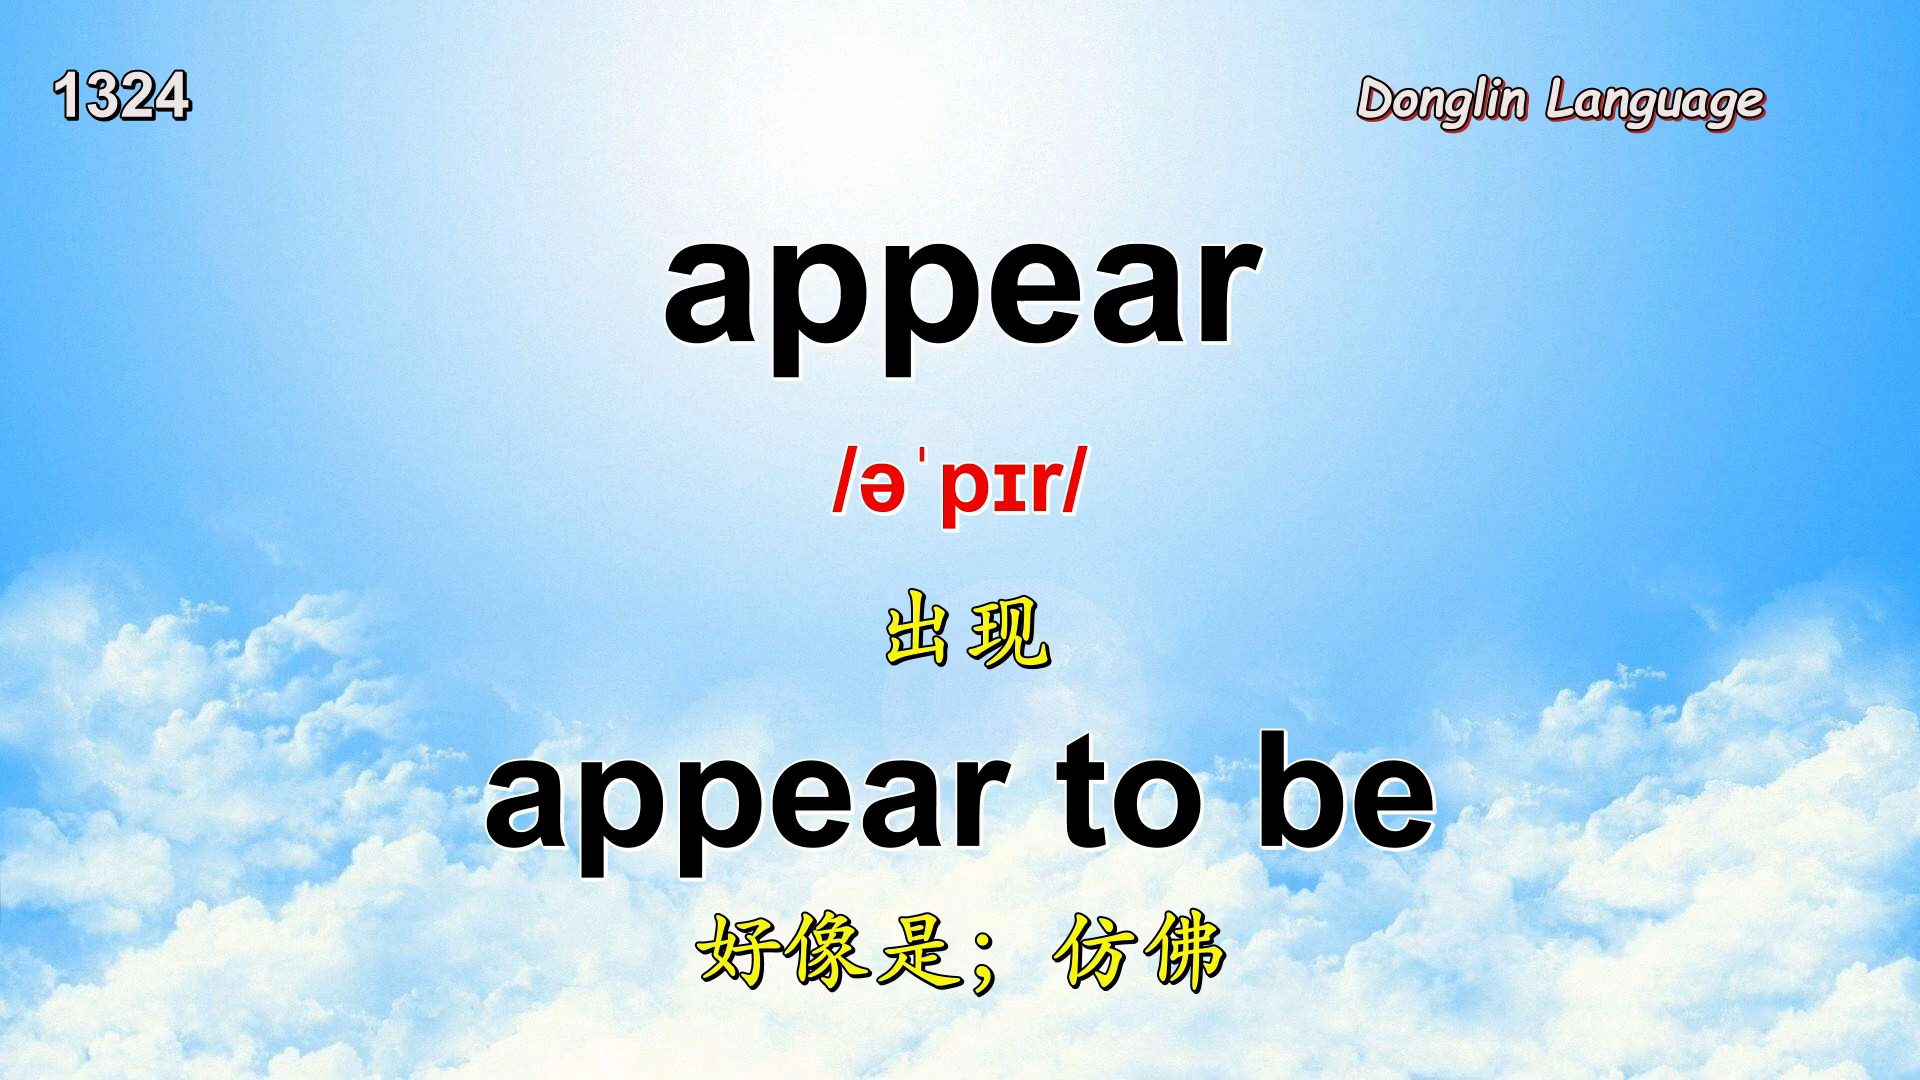 1324
Donglin Language
appear
/əˈpɪr/
出现
appear to be
好像是；仿佛